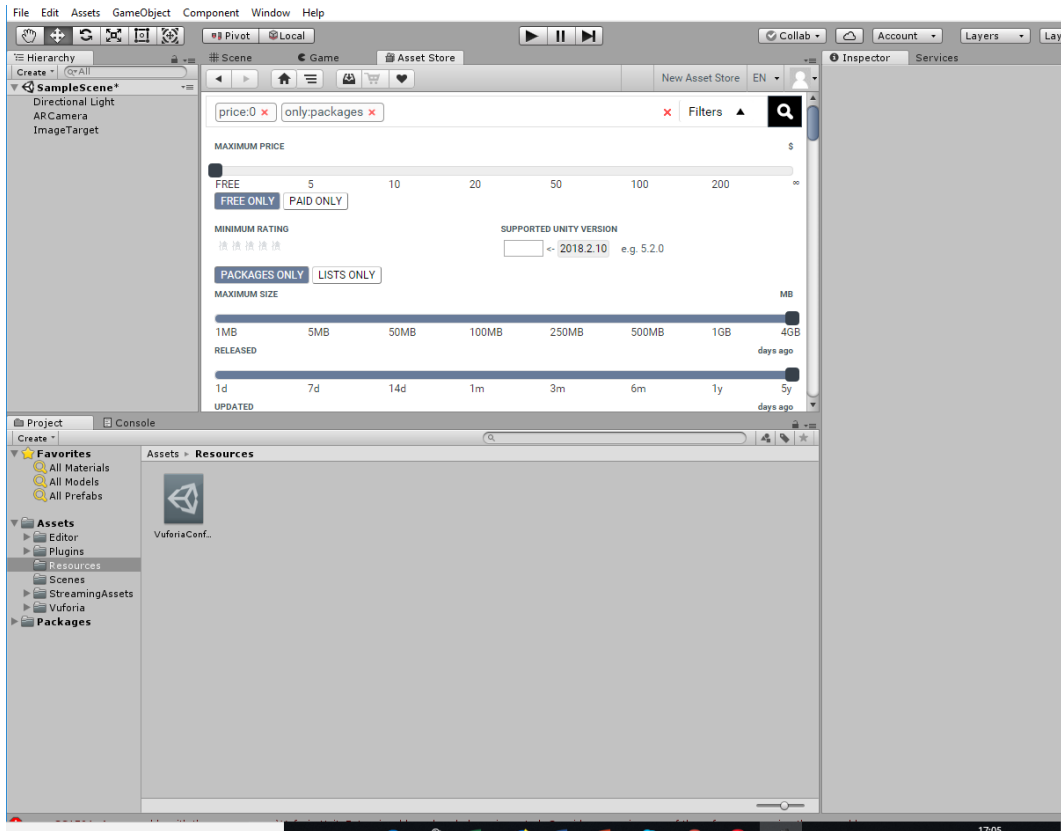 File Edit Assets GameObject Component Window Help
Pivot Local Collab Account Layers Lay
Hierarchy Scene Game Asset Store Inspector Services
Create All New Asset Store EN
SampleScene*
Directional Light
ARCamera
ImageTarget
price:0 × only:packages × × Filters ▲
MAXIMUM PRICE $
FREE 5 10 20 50 100 200 ∞
FREE ONLY PAID ONLY
MINIMUM RATING SUPPORTED UNITY VERSION
<- 2018.2.10 e.g. 5.2.0
PACKAGES ONLY LISTS ONLY
MAXIMUM SIZE MB
1MB 5MB 50MB 100MB 250MB 500MB 1GB 4GB
RELEASED days ago
1d 7d 14d 1m 3m 6m 1y 5y
UPDATED days ago
Project Console
Create
Favorites Assets ▸ Resources
All Materials
All Models
All Prefabs
Assets
Editor VuforiaConf...
Plugins
Resources
Scenes
StreamingAssets
Vuforia
Packages
17:05